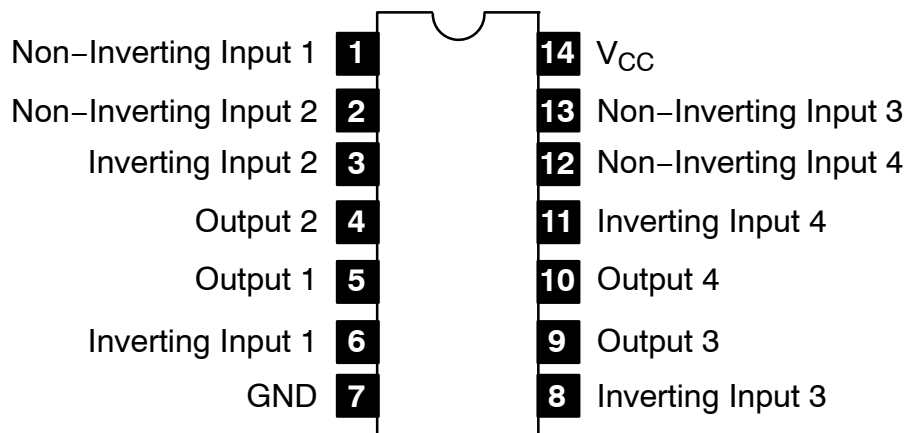 Non−Inverting Input 1 1
Non−Inverting Input 2 2
Inverting Input 2 3
Output 2 4
Output 1 5
Inverting Input 1 6
GND 7
14 VCC
13 Non−Inverting Input 3
12 Non−Inverting Input 4
11 Inverting Input 4
10 Output 4
9 Output 3
8 Inverting Input 3